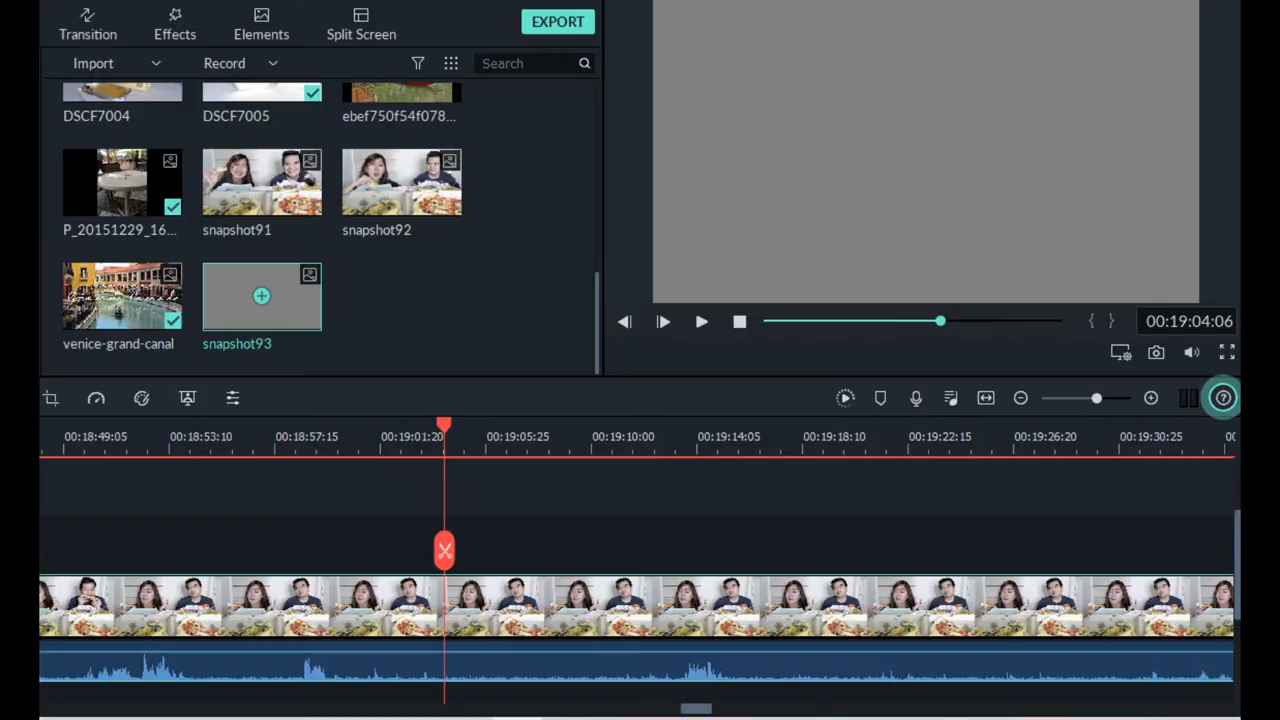 Transition Effects Elements Split Screen EXPORT
Import Record Search
DSCF7004 DSCF7005 ebef750f54f078...
P_20151229_16... snapshot91 snapshot92
venice-grand-canal snapshot93
00:19:04:06
00:18:49:05 00:18:53:10 00:18:57:15 00:19:01:20 00:19:05:25 00:19:10:00 00:19:14:05 00:19:18:10 00:19:22:15 00:19:26:20 00:19:30:25